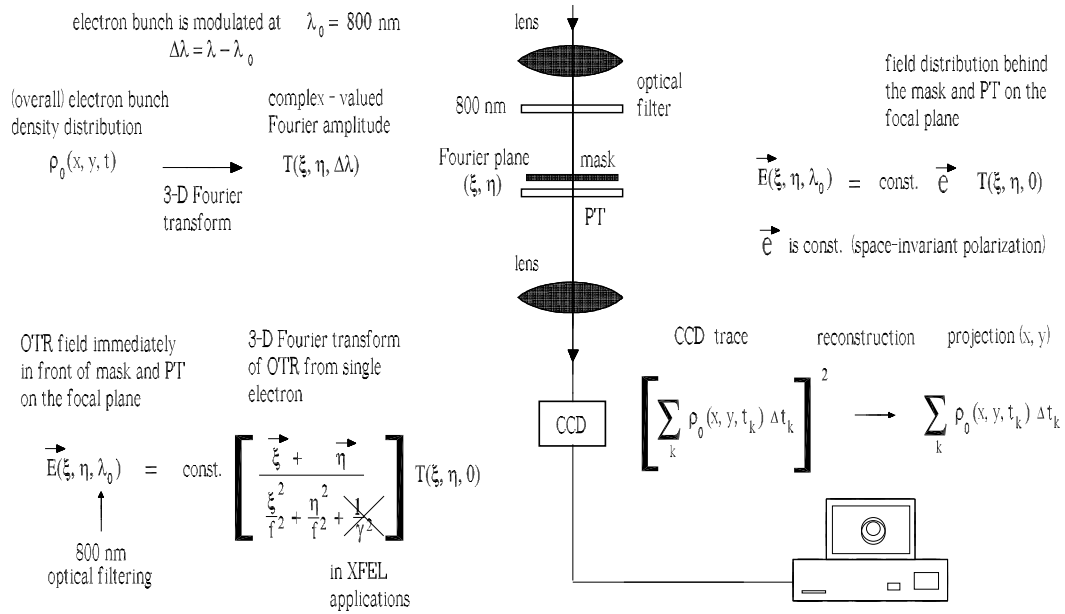 electron bunch is modulated at λ₀ = 800 nm
Δλ = λ − λ₀
(overall) electron bunch
density distribution
ρ₀(x, y, t)
3-D Fourier
transform
complex - valued
Fourier amplitude
T(ξ, η, Δλ)
lens
800 nm
optical
filter
Fourier plane
(ξ, η)
mask
PT
lens
CCD
field distribution behind
the mask and PT on the
focal plane
E(ξ, η, λ₀) = const. e T(ξ, η, 0)
e is const. (space-invariant polarization)
OTR field immediately
in front of mask and PT
on the focal plane
3-D Fourier transform
of OTR from single
electron
E(ξ, η, λ₀) = const. [ (ξ + η) / (ξ²/f² + η²/f² + 1/γ²) ] T(ξ, η, 0)
800 nm
optical filtering
in XFEL
applications
CCD trace
[ ∑ₖ ρ₀(x, y, tₖ) Δtₖ ]²
reconstruction
projection (x, y)
∑ₖ ρ₀(x, y, tₖ) Δtₖ